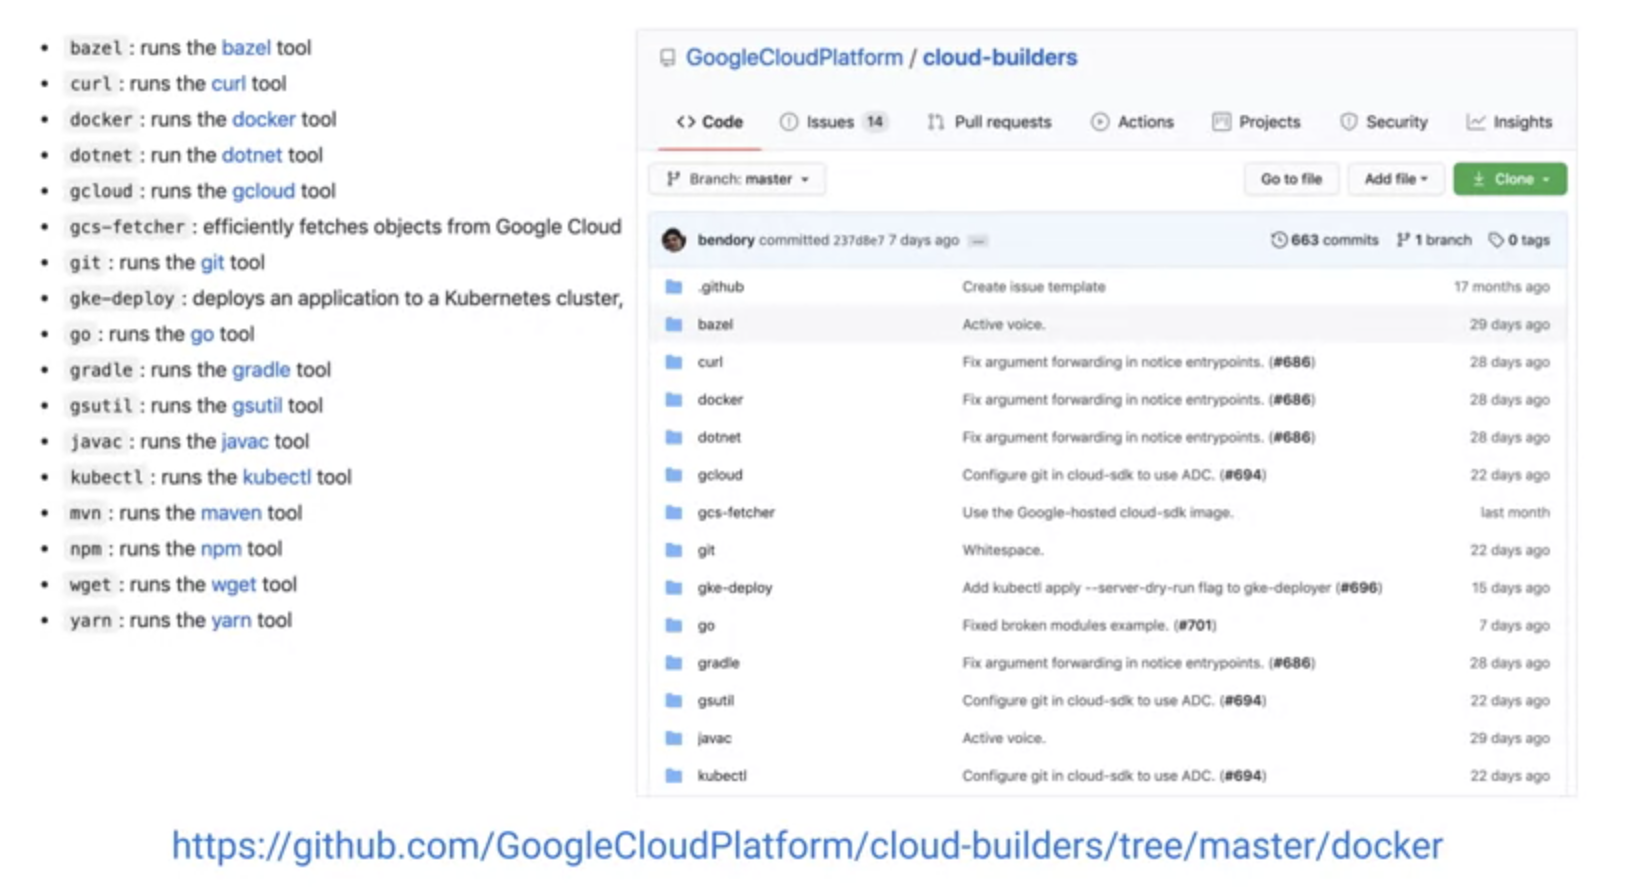 • bazel : runs the bazel tool
• curl : runs the curl tool
• docker : runs the docker tool
• dotnet : run the dotnet tool
• gcloud : runs the gcloud tool
• gcs-fetcher : efficiently fetches objects from Google Cloud
• git : runs the git tool
• gke-deploy : deploys an application to a Kubernetes cluster,
• go : runs the go tool
• gradle : runs the gradle tool
• gsutil : runs the gsutil tool
• javac : runs the javac tool
• kubectl : runs the kubectl tool
• mvn : runs the maven tool
• npm : runs the npm tool
• wget : runs the wget tool
• yarn : runs the yarn tool
GoogleCloudPlatform / cloud-builders
<> Code Issues 14 Pull requests Actions Projects Security Insights
Branch: master Go to file Add file Clone
bendory committed 237d8e7 7 days ago ... 663 commits 1 branch 0 tags
.github Create issue template 17 months ago
bazel Active voice. 29 days ago
curl Fix argument forwarding in notice entrypoints. (#686) 28 days ago
docker Fix argument forwarding in notice entrypoints. (#686) 28 days ago
dotnet Fix argument forwarding in notice entrypoints. (#686) 28 days ago
gcloud Configure git in cloud-sdk to use ADC. (#694) 22 days ago
gcs-fetcher Use the Google-hosted cloud-sdk image. last month
git Whitespace. 22 days ago
gke-deploy Add kubectl apply --server-dry-run flag to gke-deployer (#696) 15 days ago
go Fixed broken modules example. (#701) 7 days ago
gradle Fix argument forwarding in notice entrypoints. (#686) 28 days ago
gsutil Configure git in cloud-sdk to use ADC. (#694) 22 days ago
javac Active voice. 29 days ago
kubectl Configure git in cloud-sdk to use ADC. (#694) 22 days ago
https://github.com/GoogleCloudPlatform/cloud-builders/tree/master/docker